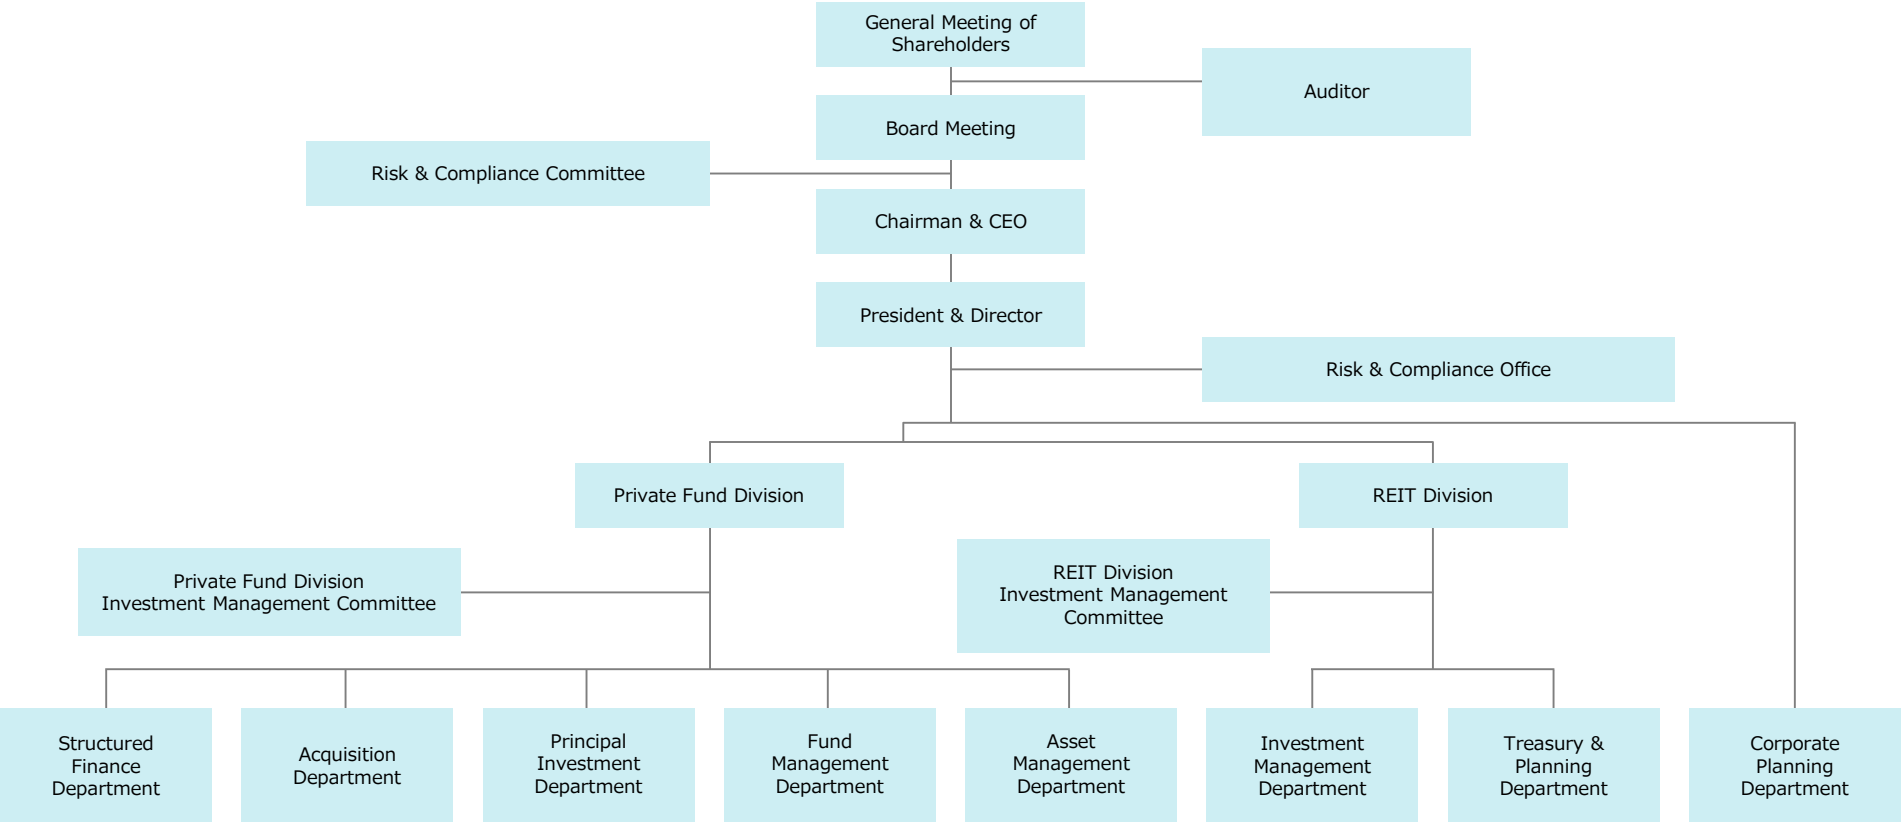 General Meeting of
Shareholders
Auditor
Board Meeting
Risk & Compliance Committee
Chairman & CEO
President & Director
Risk & Compliance Office
Private Fund Division
REIT Division
Private Fund Division
Investment Management Committee
REIT Division
Investment Management
Committee
Structured
Finance
Department
Acquisition
Department
Principal
Investment
Department
Fund
Management
Department
Asset
Management
Department
Investment
Management
Department
Treasury &
Planning
Department
Corporate
Planning
Department